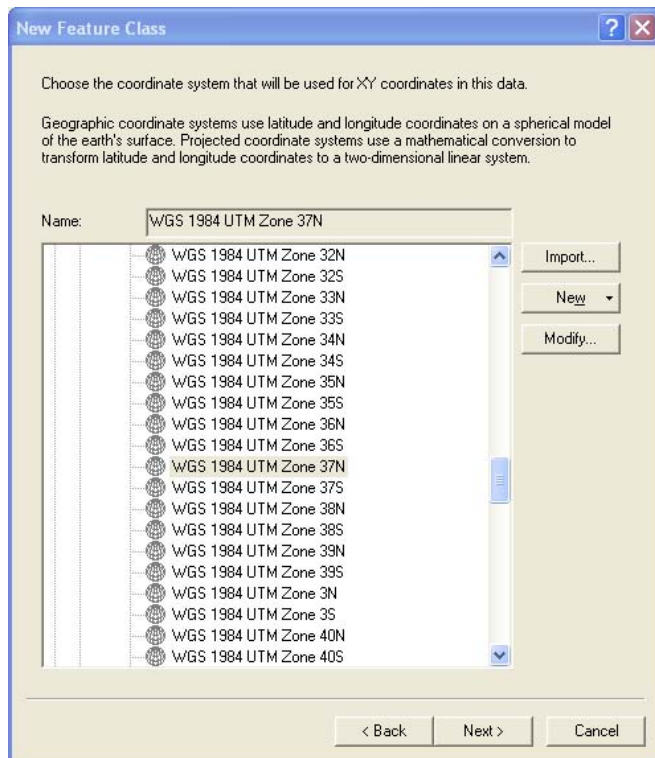 New Feature Class
Choose the coordinate system that will be used for XY coordinates in this data.
Geographic coordinate systems use latitude and longitude coordinates on a spherical model
of the earth's surface. Projected coordinate systems use a mathematical conversion to
transform latitude and longitude coordinates to a two-dimensional linear system.
Name: WGS 1984 UTM Zone 37N
WGS 1984 UTM Zone 32N
WGS 1984 UTM Zone 32S
WGS 1984 UTM Zone 33N
WGS 1984 UTM Zone 33S
WGS 1984 UTM Zone 34N
WGS 1984 UTM Zone 34S
WGS 1984 UTM Zone 35N
WGS 1984 UTM Zone 35S
WGS 1984 UTM Zone 36N
WGS 1984 UTM Zone 36S
WGS 1984 UTM Zone 37N
WGS 1984 UTM Zone 37S
WGS 1984 UTM Zone 38N
WGS 1984 UTM Zone 38S
WGS 1984 UTM Zone 39N
WGS 1984 UTM Zone 39S
WGS 1984 UTM Zone 3N
WGS 1984 UTM Zone 3S
WGS 1984 UTM Zone 40N
WGS 1984 UTM Zone 40S
Import...
New
Modify...
< Back
Next >
Cancel